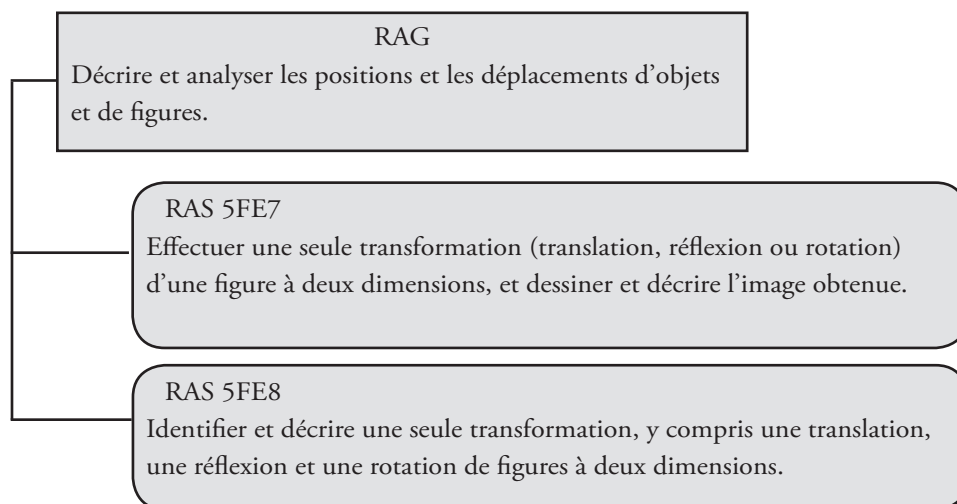 RAG
Décrire et analyser les positions et les déplacements d’objets
et de figures.
RAS 5FE7
Effectuer une seule transformation (translation, réflexion ou rotation)
d’une figure à deux dimensions, et dessiner et décrire l’image obtenue.
RAS 5FE8
Identifier et décrire une seule transformation, y compris une translation,
une réflexion et une rotation de figures à deux dimensions.